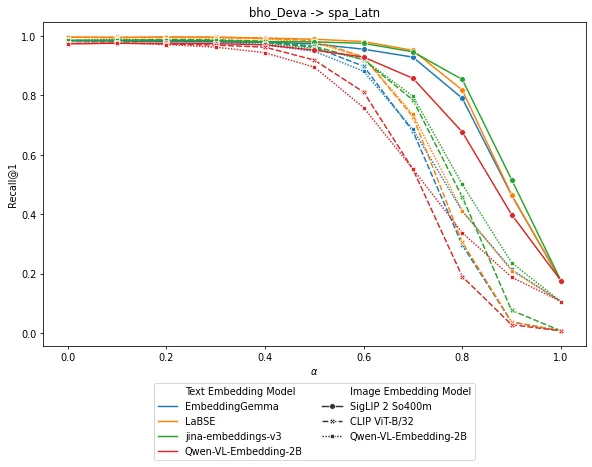 bho_Deva -> spa_Latn
Recall@1
1.0
0.8
0.6
0.4
0.2
0.0
0.0 0.2 0.4 0.6 0.8 1.0
α
Text Embedding Model Image Embedding Model
EmbeddingGemma SigLIP 2 So400m
LaBSE CLIP ViT-B/32
jina-embeddings-v3 Qwen-VL-Embedding-2B
Qwen-VL-Embedding-2B